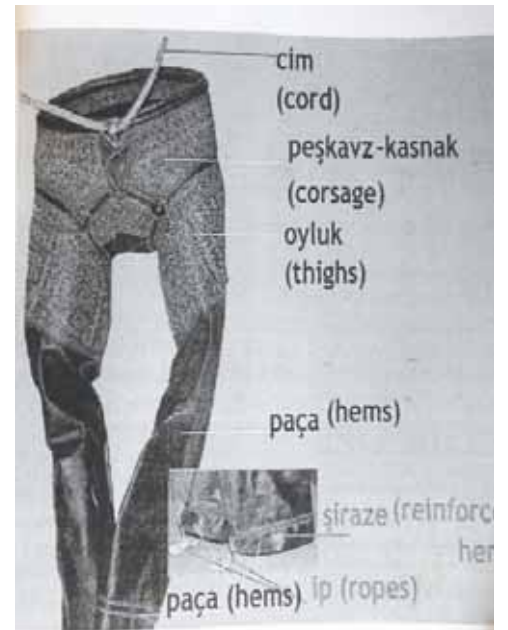 cim
(cord)
peşkavz-kasnak
(corsage)
oyluk
(thighs)
paça (hems)
şiraze (reinforc
her
paça (hems) ip (ropes)